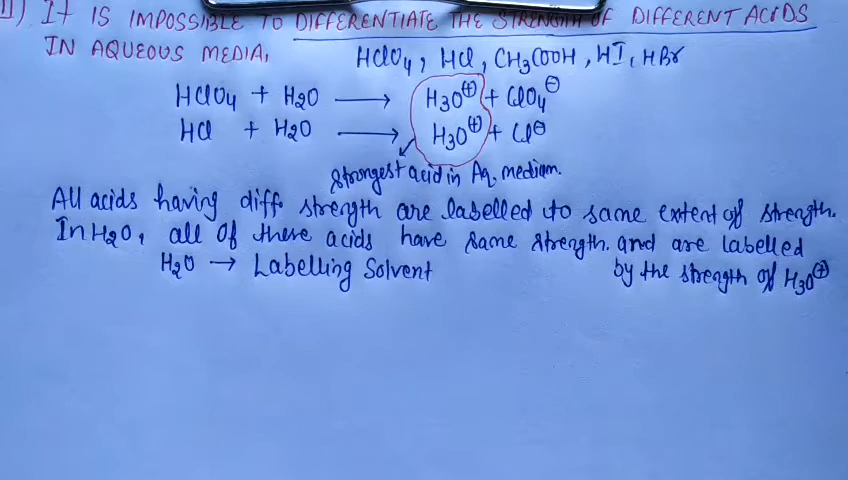 II) It IS IMPOSSIBLE TO DIFFERENTIATE THE STRENGTH OF DIFFERENT ACIDS
IN AQUEOUS MEDIA,
HClO4, HCl, CH3COOH, HI, HBr
HClO4 + H2O ⟶ H3O⊕ + ClO4⊖
HCl + H2O ⟶ H3O⊕ + Cl⊖
strongest acid in Aq. medium.
All acids having diff strength are labelled to same extent of strength.
In H2O, all of these acids have same strength. and are labelled
by the strength of H3O⊕
H2O → Labelling Solvent